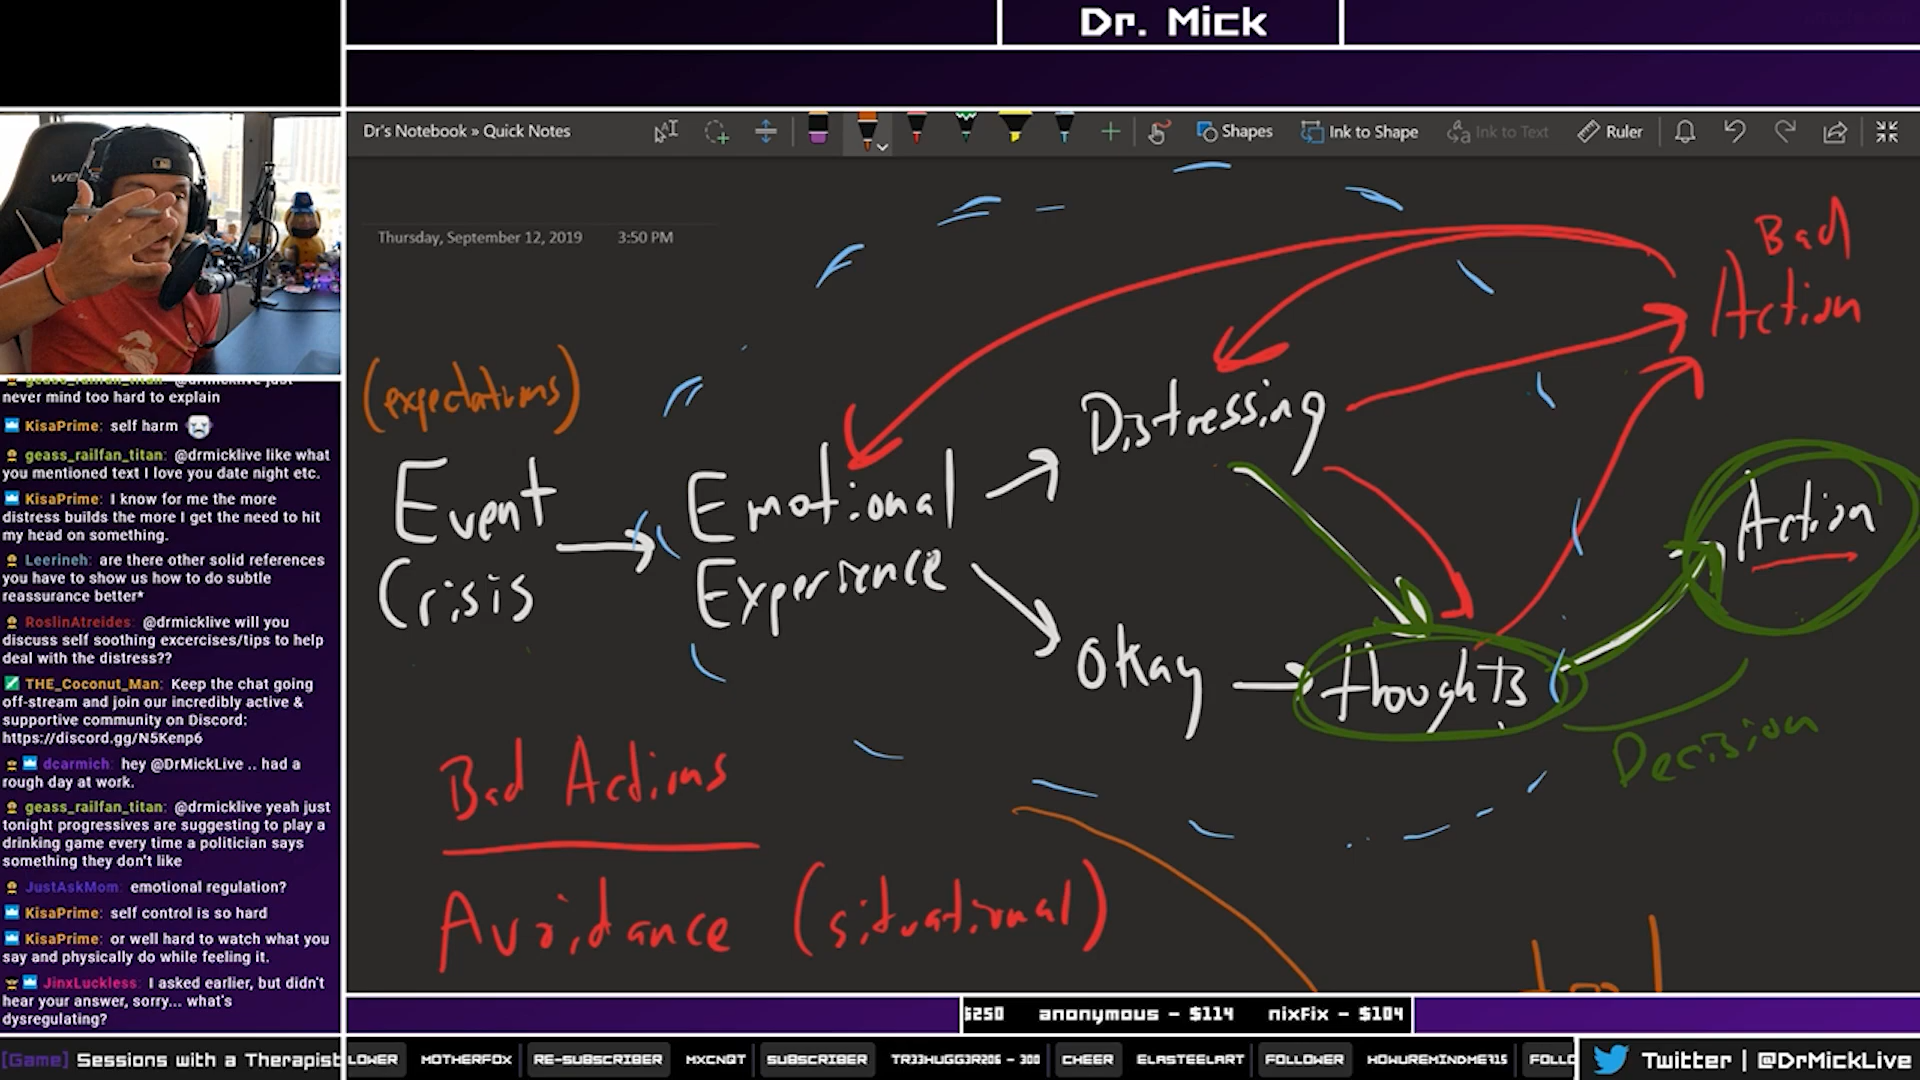 Dr. Mick
Dr's Notebook » Quick Notes
Shapes
Ink to Shape
Ink to Text
Ruler
Thursday, September 12, 2019
3:50 PM
(expectations)
Event
Crisis
Emotional
Experience
Distressing
Okay
thoughts
Bad
Action
Action
Decision
Bad Actions
Avoidance (situational)
never mind too hard to explain
KisaPrime: self harm
geass_railfan_titan: @drmicklive like what
you mentioned text I love you date night etc.
KisaPrime: I know for me the more
distress builds the more I get the need to hit
my head on something.
Leerineh: are there other solid references
you have to show us how to do subtle
reassurance better*
RoslinAtreides: @drmicklive will you
discuss self soothing excercises/tips to help
deal with the distress??
THE_Coconut_Man: Keep the chat going
off-stream and join our incredibly active &
supportive community on Discord:
https://discord.gg/N5Kenp6
dcarmich: hey @DrMickLive .. had a
rough day at work.
geass_railfan_titan: @drmicklive yeah just
tonight progressives are suggesting to play a
drinking game every time a politician says
something they don't like
JustAskMom: emotional regulation?
KisaPrime: self control is so hard
KisaPrime: or well hard to watch what you
say and physically do while feeling it.
JinxLuckless: I asked earlier, but didn't
hear your answer, sorry... what's
dysregulating?
$250 anonymous - $114 nixFix - $104
[Game] Sessions with a Therapist
LOWER MOTHERFOX RE-SUBSCRIBER MXCNQT SUBSCRIBER TR33HUGG3R206 - 300 CHEER ELASTEELART FOLLOWER HOWUREMINDME715 FOLLO
Twitter | @DrMickLive